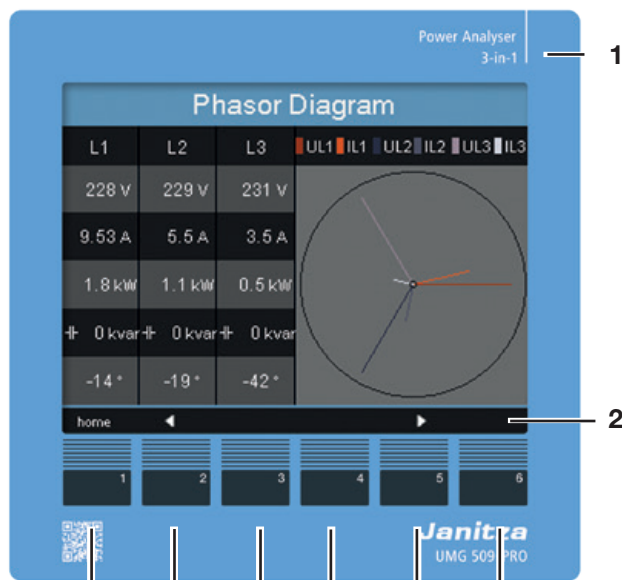 Power Analyser
3-in-1
1
Phasor Diagram
L1 L2 L3 UL1 IL1 UL2 IL2 UL3 IL3
228 V 229 V 231 V
9.53 A 5.5 A 3.5 A
1.8 kW 1.1 kW 0.5 kW
0 kvar 0 kvar 0 kvar
-14 ° -19 ° -42 °
home
2
1 2 3 4 5 6
Janitza
UMG 509 PRO